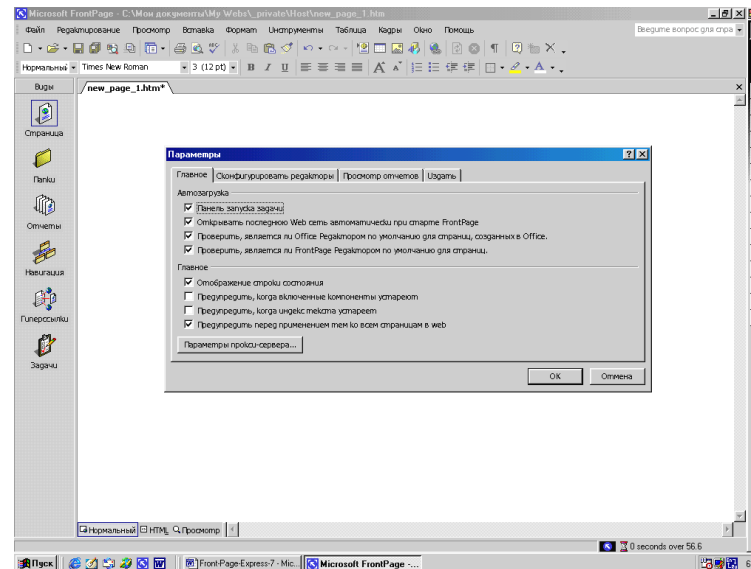 Microsoft FrontPage - C:\Мои документы\My Webs\_private\Host\new_page_1.htm
Файл Редактирование Просмотр Вставка Формат Инструменты Таблица Кадры Окно Помощь
Введите вопрос для спра
Нормальный Times New Roman 3 (12 pt) Ж I U
Виды
new_page_1.htm*
Страница
Папки
Отчеты
Навигация
Гиперссылки
Задачи
Параметры
Главное Сконфигурировать редакторы Просмотр отчетов Издать
Автозагрузка
Панель запуска задачи
Открывать последнюю Web сеть автоматически при старте FrontPage
Проверить, является ли Office Редактором по умолчанию для страниц, созданных в Office.
Проверить, является ли FrontPage Редактором по умолчанию для страниц.
Главное
Отображение строки состояния
Предупредить, когда включенные компоненты устареют
Предупредить, когда индекс текста устареет
Предупредить перед применением тем ко всем страницам в web
Параметры прокси-сервера...
OK Отмена
Нормальный HTML Просмотр
0 seconds over 56.6
Пуск Front-Page-Express-7 - Mic... Microsoft FrontPage -...